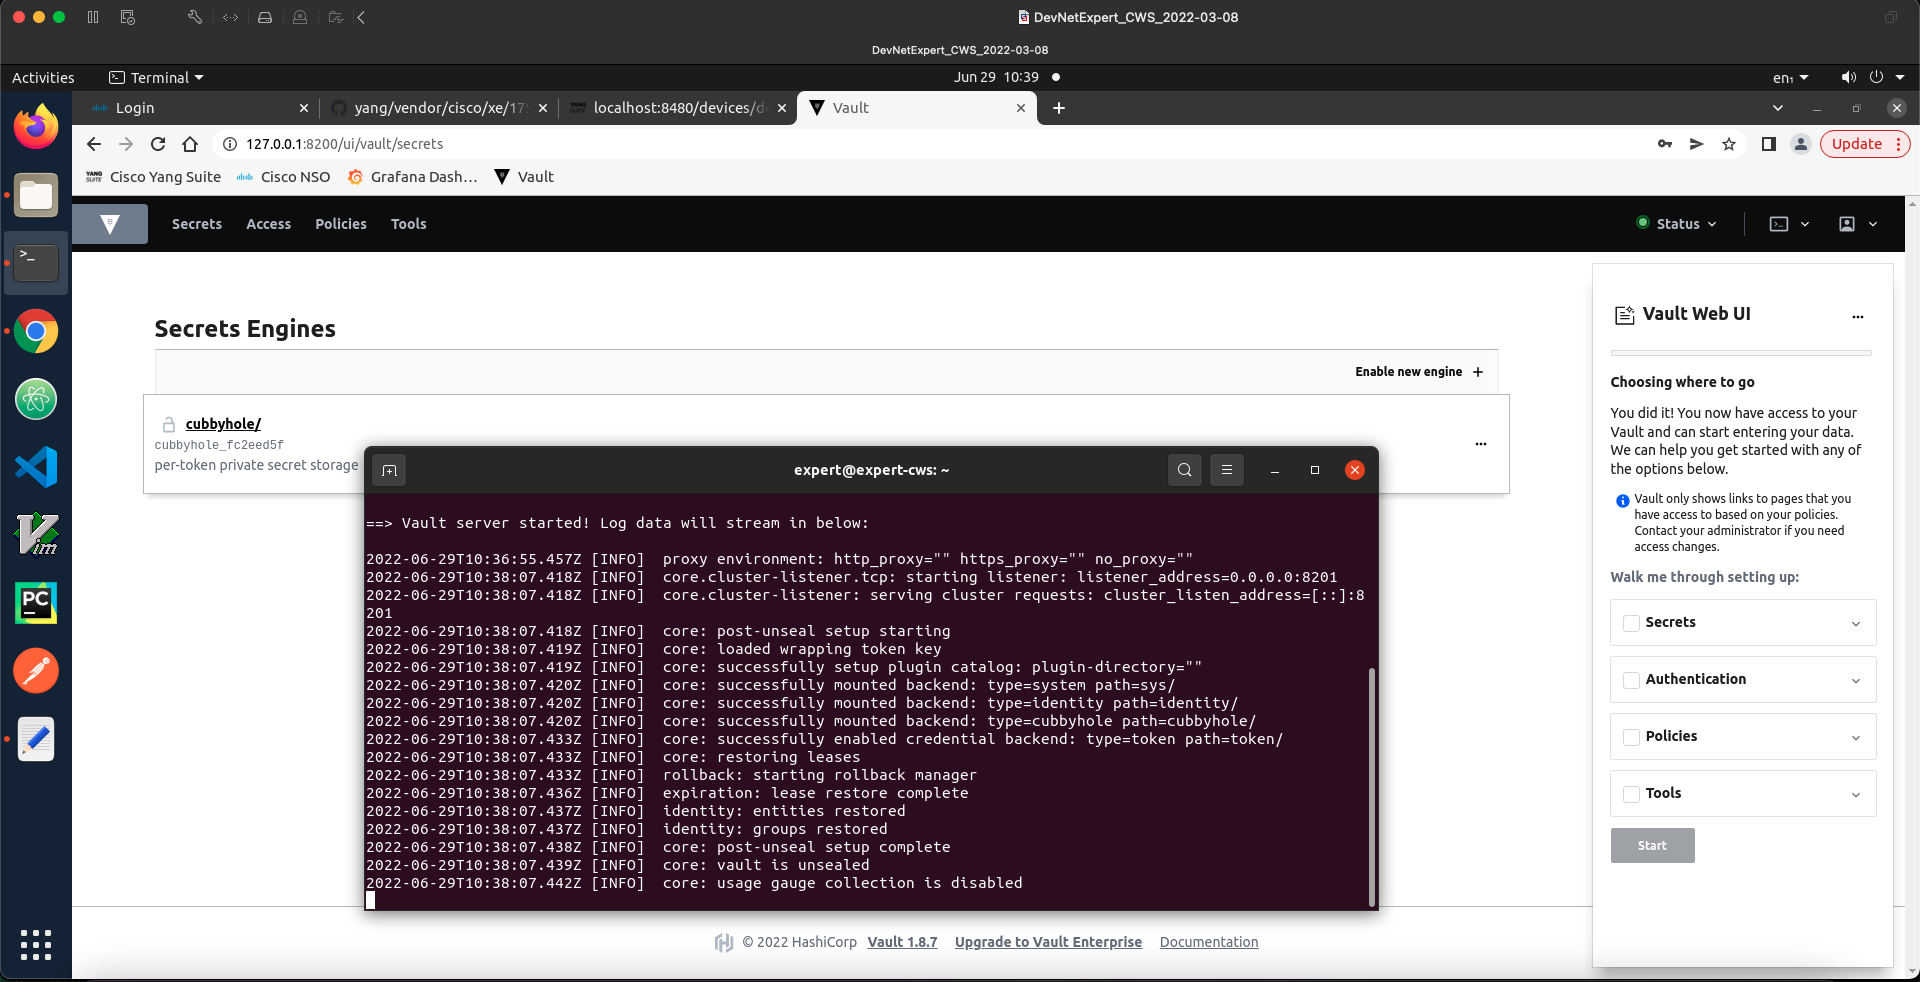 DevNetExpert_CWS_2022-03-08
DevNetExpert_CWS_2022-03-08
Activities
Terminal
Jun 29 10:39
en₁
Login
yang/vendor/cisco/xe/175
localhost:8480/devices/de
Vault
127.0.0.1:8200/ui/vault/secrets
Update
YANG SUITE
Cisco Yang Suite
Cisco NSO
Grafana Dash...
Vault
Secrets
Access
Policies
Tools
Status
Secrets Engines
Enable new engine
cubbyhole/
cubbyhole_fc2eed5f
per-token private secret storage
expert@expert-cws: ~
==> Vault server started! Log data will stream in below:
2022-06-29T10:36:55.457Z [INFO]  proxy environment: http_proxy="" https_proxy="" no_proxy=""
2022-06-29T10:38:07.418Z [INFO]  core.cluster-listener.tcp: starting listener: listener_address=0.0.0.0:8201
2022-06-29T10:38:07.418Z [INFO]  core.cluster-listener: serving cluster requests: cluster_listen_address=[::]:8
201
2022-06-29T10:38:07.418Z [INFO]  core: post-unseal setup starting
2022-06-29T10:38:07.419Z [INFO]  core: loaded wrapping token key
2022-06-29T10:38:07.419Z [INFO]  core: successfully setup plugin catalog: plugin-directory=""
2022-06-29T10:38:07.420Z [INFO]  core: successfully mounted backend: type=system path=sys/
2022-06-29T10:38:07.420Z [INFO]  core: successfully mounted backend: type=identity path=identity/
2022-06-29T10:38:07.420Z [INFO]  core: successfully mounted backend: type=cubbyhole path=cubbyhole/
2022-06-29T10:38:07.433Z [INFO]  core: successfully enabled credential backend: type=token path=token/
2022-06-29T10:38:07.433Z [INFO]  core: restoring leases
2022-06-29T10:38:07.433Z [INFO]  rollback: starting rollback manager
2022-06-29T10:38:07.436Z [INFO]  expiration: lease restore complete
2022-06-29T10:38:07.437Z [INFO]  identity: entities restored
2022-06-29T10:38:07.437Z [INFO]  identity: groups restored
2022-06-29T10:38:07.438Z [INFO]  core: post-unseal setup complete
2022-06-29T10:38:07.439Z [INFO]  core: vault is unsealed
2022-06-29T10:38:07.442Z [INFO]  core: usage gauge collection is disabled
Vault Web UI
Choosing where to go
You did it! You now have access to your
Vault and can start entering your data.
We can help you get started with any of
the options below.
Vault only shows links to pages that you
have access to based on your policies.
Contact your administrator if you need
access changes.
Walk me through setting up:
Secrets
Authentication
Policies
Tools
Start
Vim
PC
© 2022 HashiCorp
Vault 1.8.7
Upgrade to Vault Enterprise
Documentation